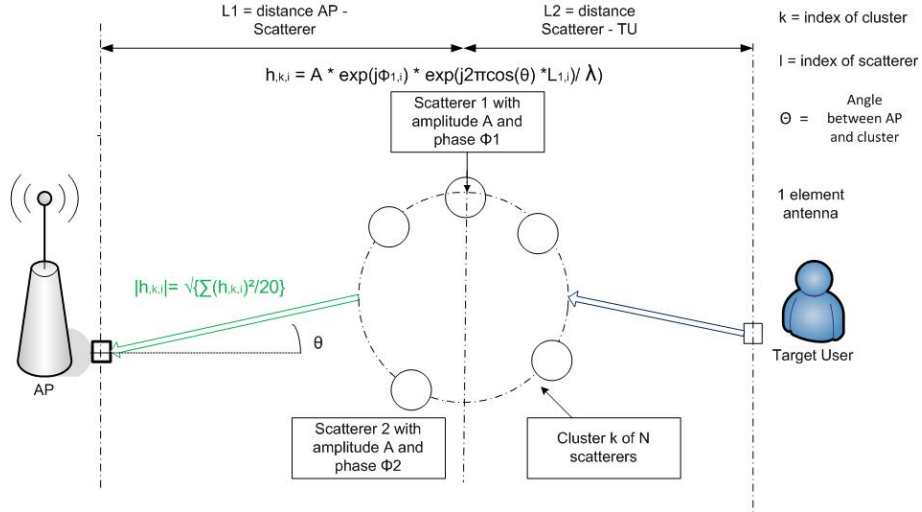 L1 = distance AP -
Scatterer
L2 = distance
Scatterer - TU
k = index of cluster
l = index of scatterer
Θ = Angle
between AP
and cluster
h,k,i = A * exp(jΦ1,i) * exp(j2πcos(θ) *L1,i)/ λ)
Scatterer 1 with
amplitude A and
phase Φ1
1 element
antenna
|h,k,i|= √{∑(h,k,i)²/20}
θ
AP
Target User
Scatterer 2 with
amplitude A and
phase Φ2
Cluster k of N
scatterers